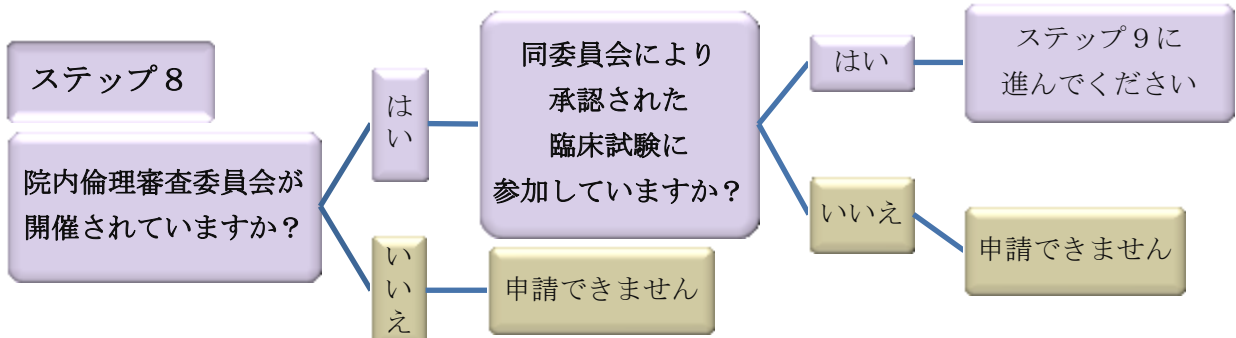 ステップ８
院内倫理審査委員会が
開催されていますか？
はい
いいえ
同委員会により
承認された
臨床試験に
参加していますか？
申請できません
はい
ステップ９に
進んでください
いいえ
申請できません